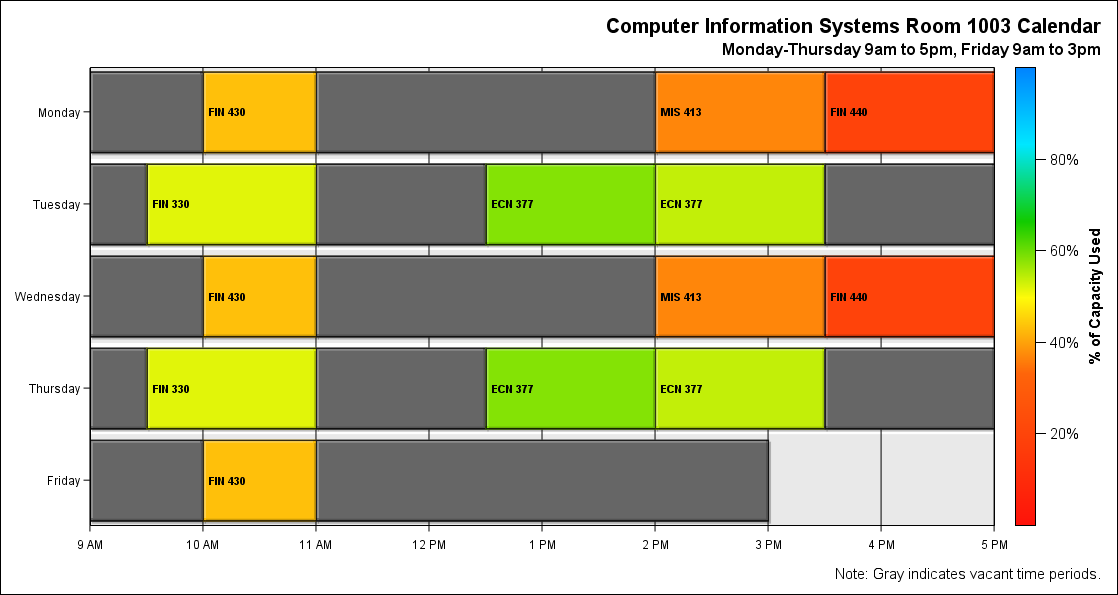 Computer Information Systems Room 1003 Calendar
Monday-Thursday 9am to 5pm, Friday 9am to 3pm
Monday
FIN 430
MIS 413
FIN 440
Tuesday
FIN 330
ECN 377
ECN 377
Wednesday
FIN 430
MIS 413
FIN 440
Thursday
FIN 330
ECN 377
ECN 377
Friday
FIN 430
9 AM
10 AM
11 AM
12 PM
1 PM
2 PM
3 PM
4 PM
5 PM
80%
60%
40%
20%
% of Capacity Used
Note: Gray indicates vacant time periods.